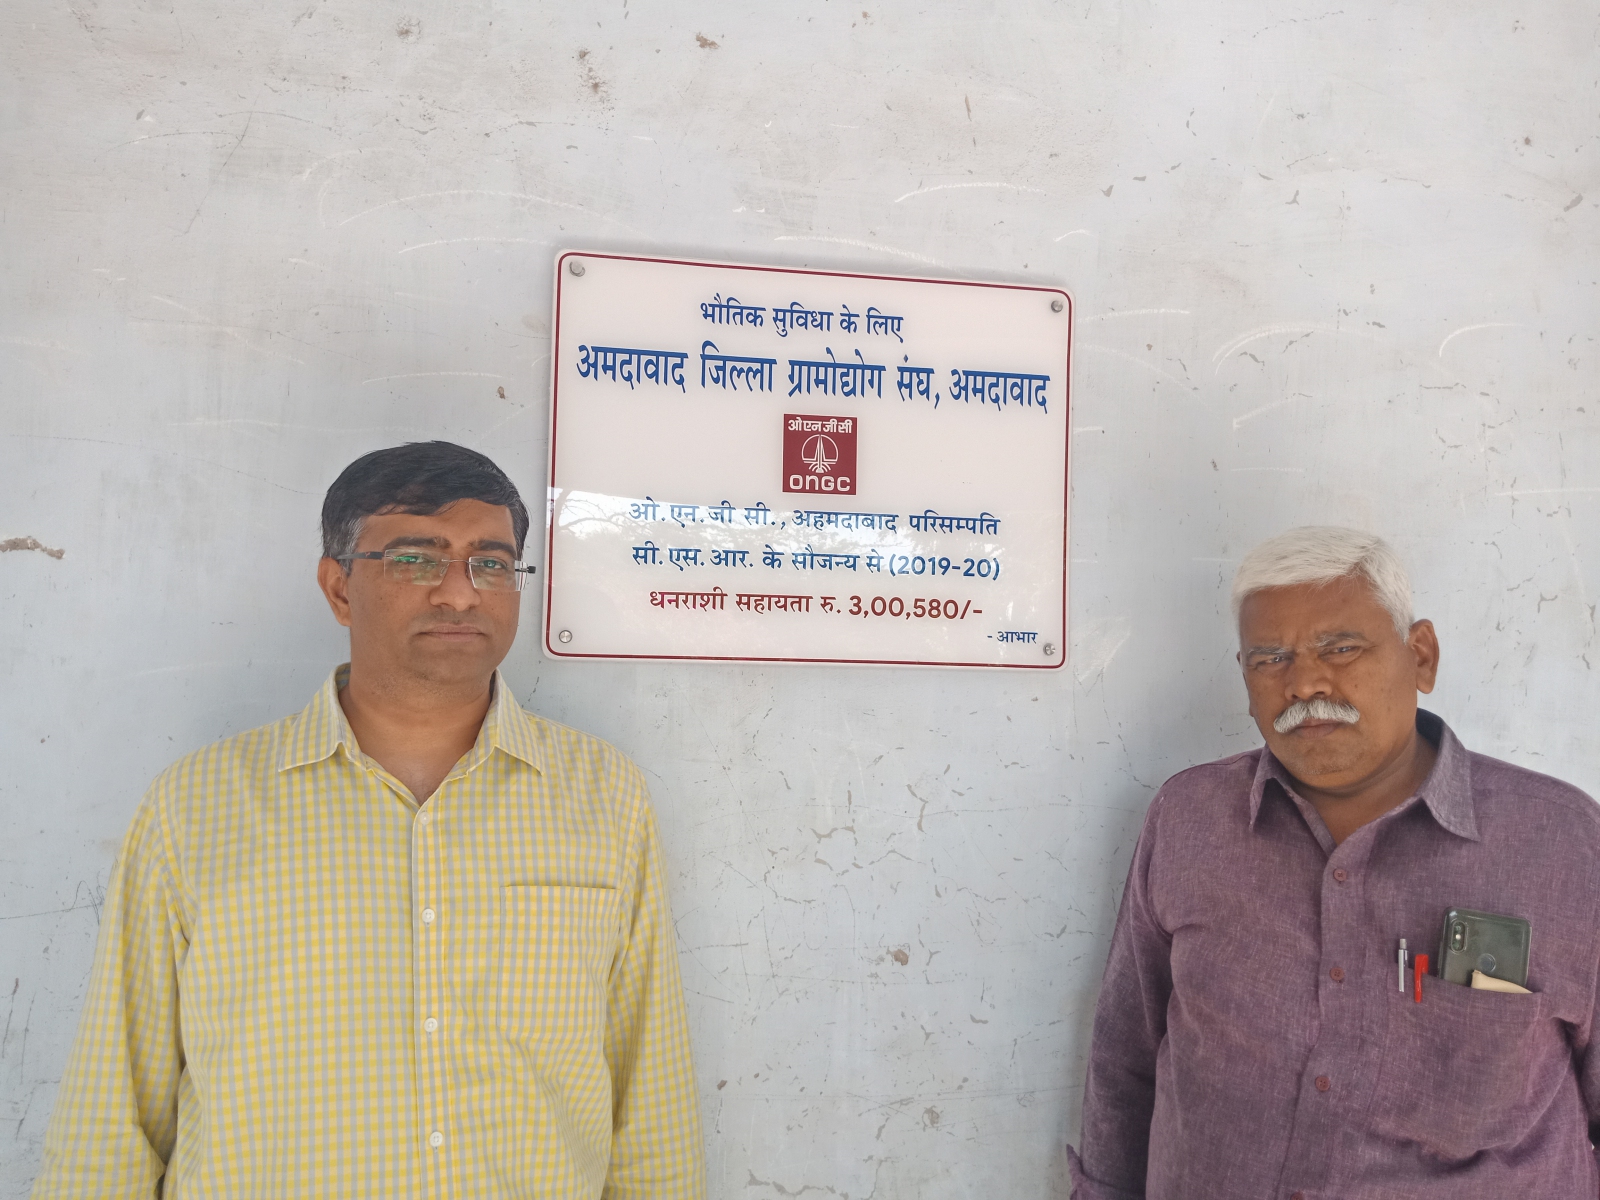 भौतिक सुविधा के लिए
अमदावाद जिल्ला ग्रामोद्योग संघ, अमदावाद
ओएनजीसी
ONGC
ओ.एन.जी सी., अहमदाबाद परिसम्पति
सी.एस.आर. के सौजन्य से (2019-20)
धनराशी सहायता रु. 3,00,580/-
- आभार